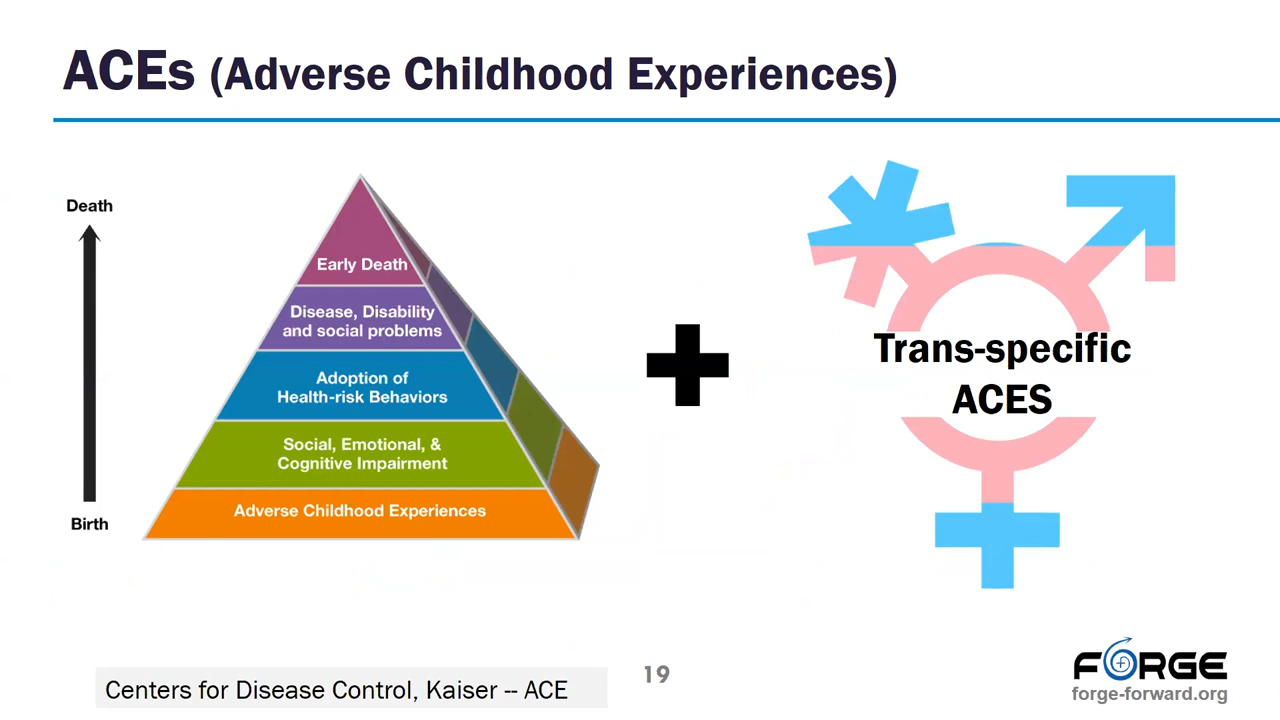 ACEs (Adverse Childhood Experiences)
Death
Early Death
Disease, Disability
and social problems
Adoption of
Health-risk Behaviors
Social, Emotional, &
Cognitive Impairment
Adverse Childhood Experiences
Birth
Trans-specific
ACES
Centers for Disease Control, Kaiser -- ACE
19
FORGE
forge-forward.org